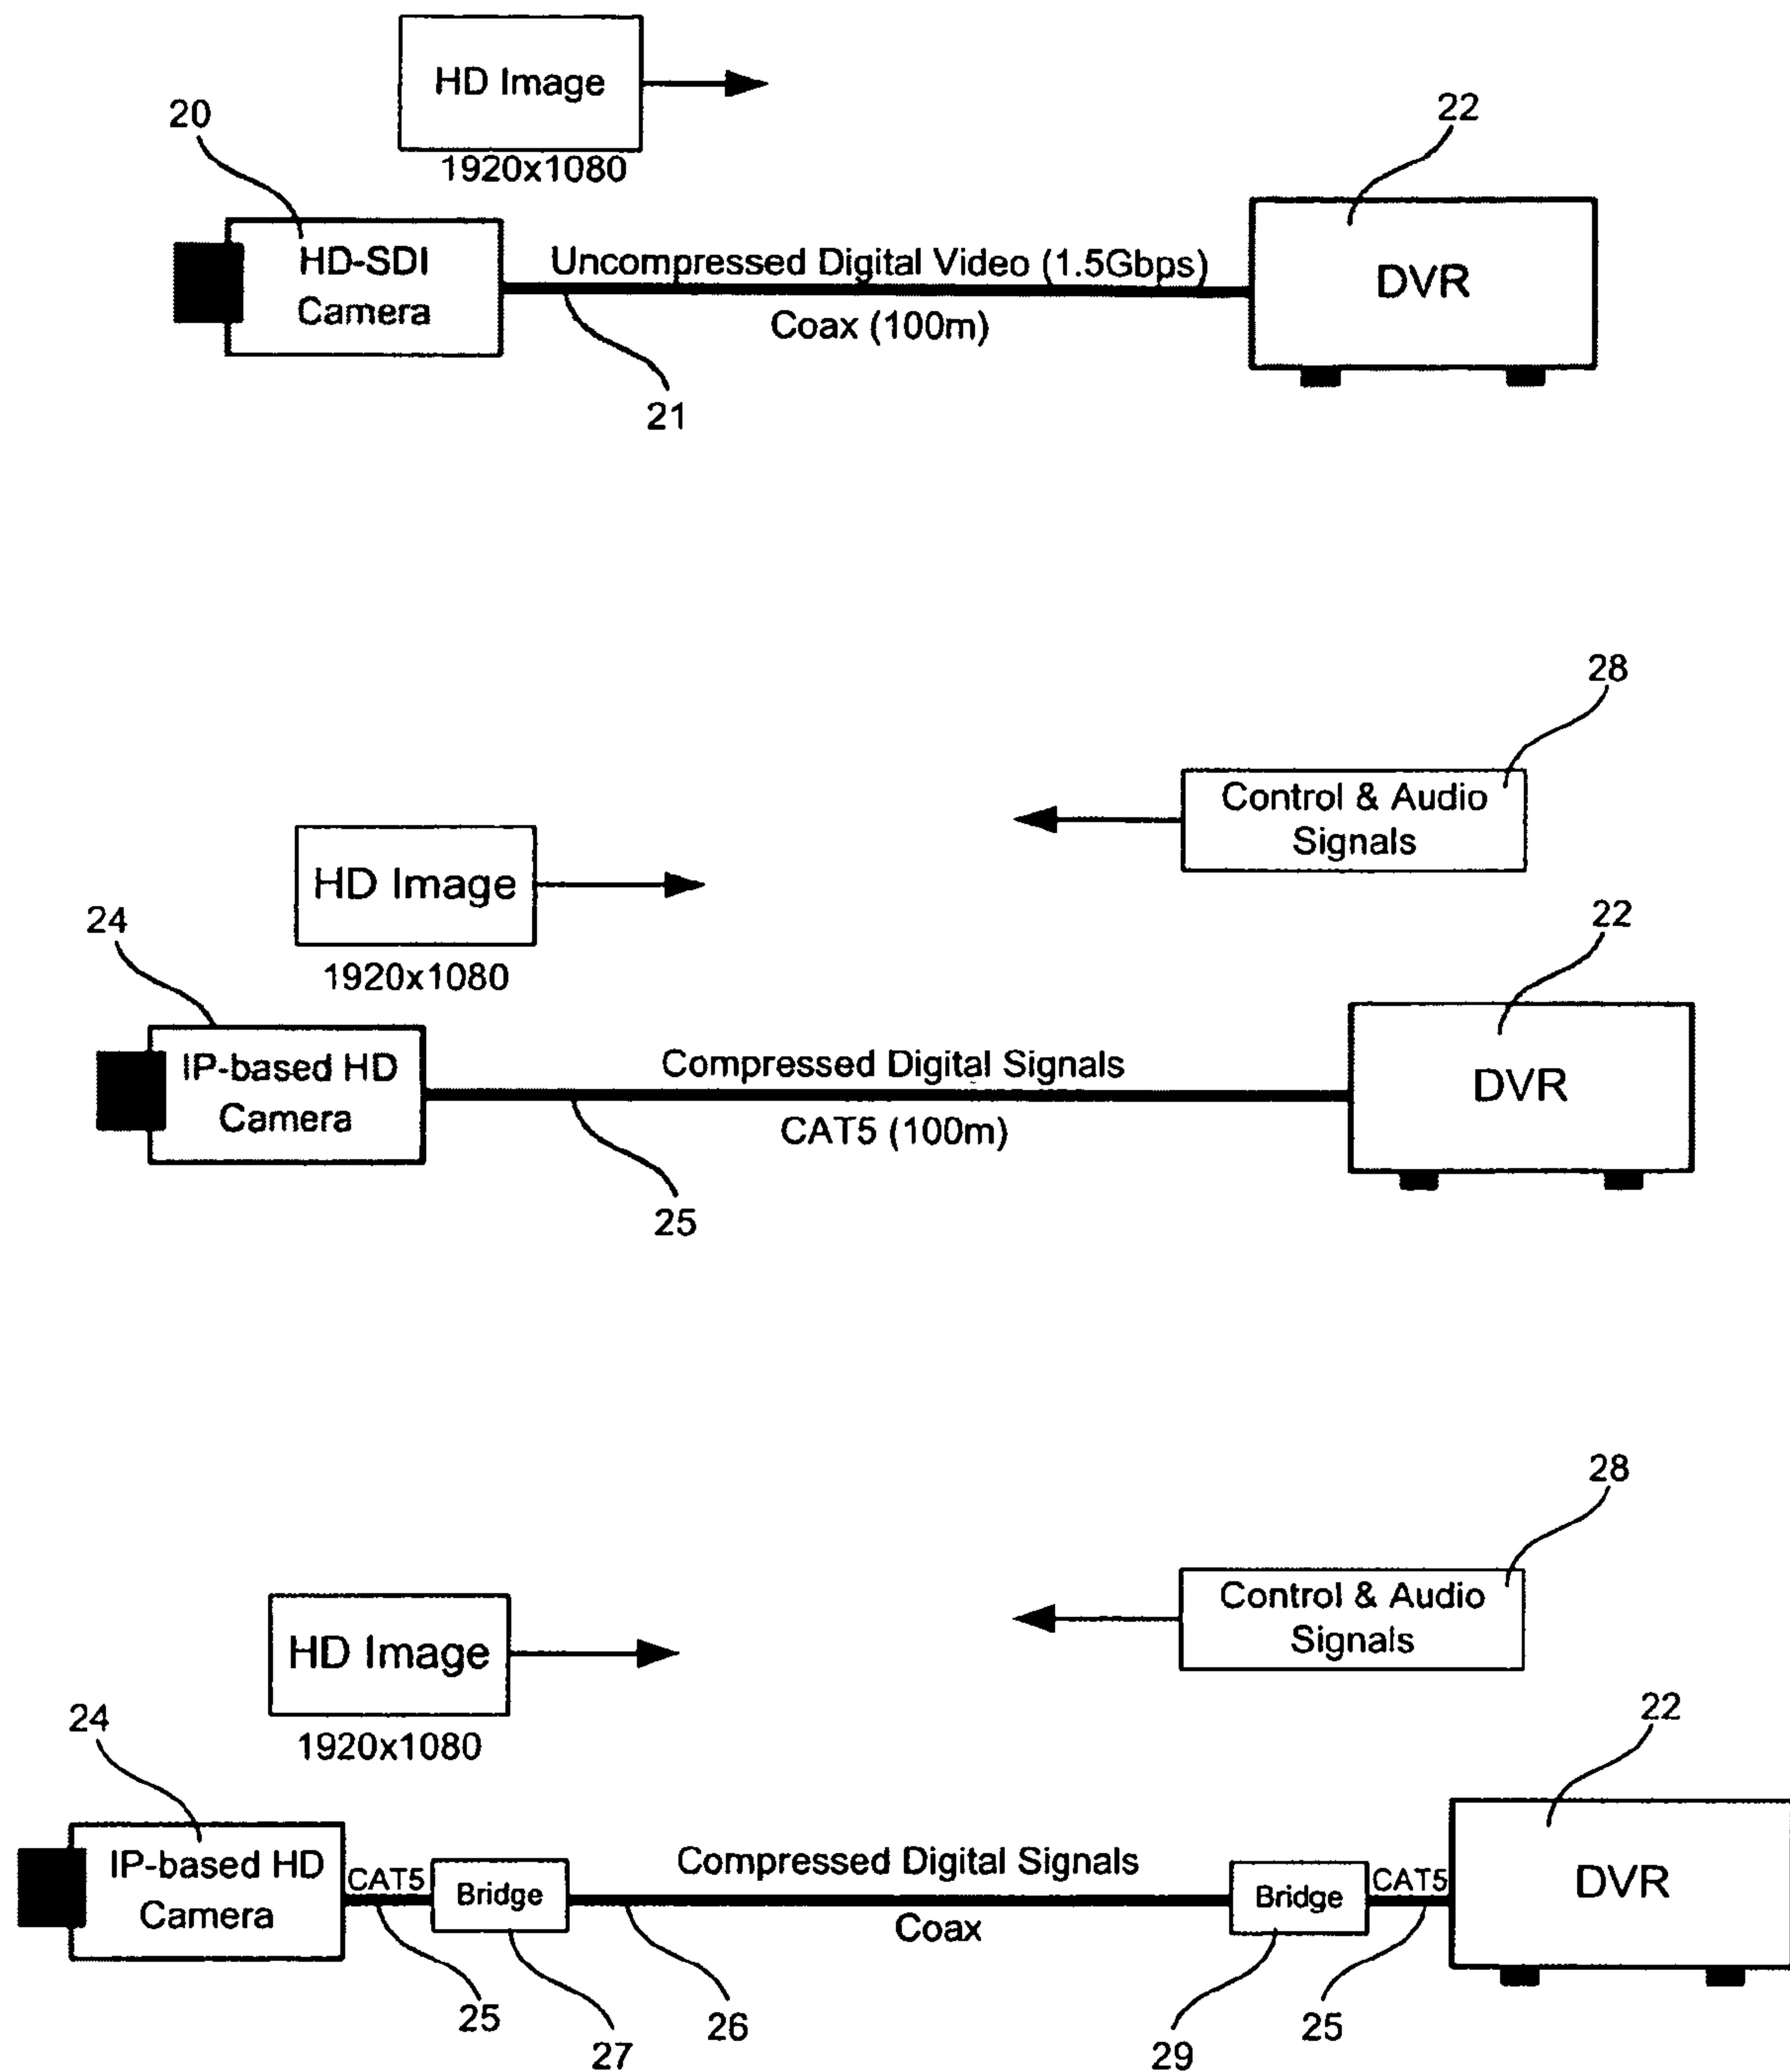 HD Image
1920x1080
20
22
HD-SDI
Camera
Uncompressed Digital Video (1.5Gbps)
Coax (100m)
DVR
21
28
Control & Audio
Signals
HD Image
1920x1080
24
22
IP-based HD
Camera
Compressed Digital Signals
CAT5 (100m)
DVR
25
28
Control & Audio
Signals
HD Image
1920x1080
24
22
IP-based HD
Camera
CAT5
Bridge
Compressed Digital Signals
Coax
Bridge
CAT5
DVR
25
27
26
29
25